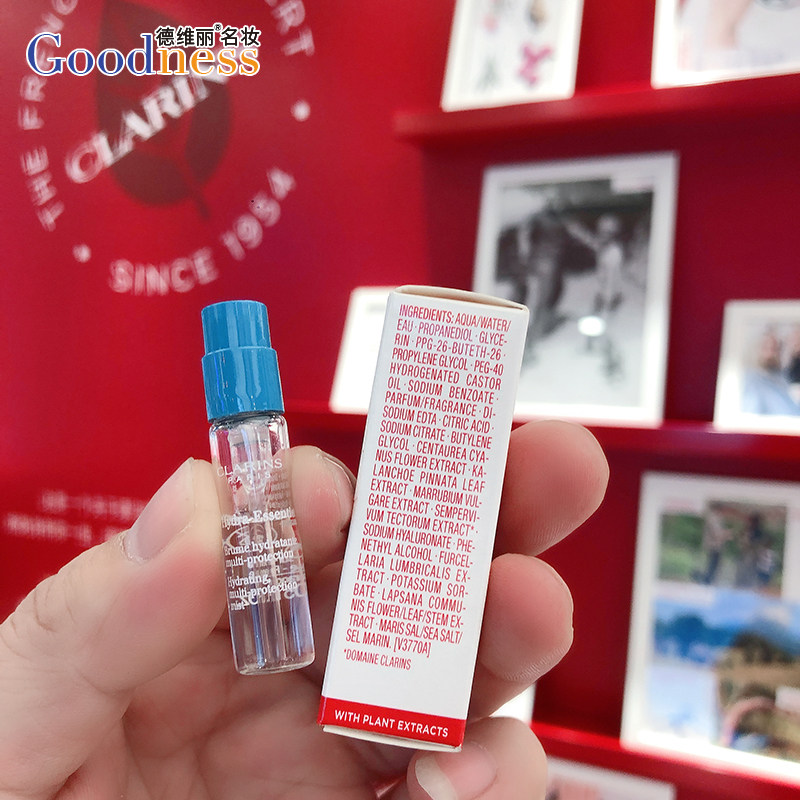 德维丽®名妆
Goodness
CLARINS
SINCE 1954
CLARINS
Hydra-Essentiel
Brume hydratante
multi-protection
Hydrating,
multi-protection
mist
INGREDIENTS: AQUA/WATER/
EAU · PROPANEDIOL · GLYCE-
RIN · PPG-26-BUTETH-26 ·
PROPYLENE GLYCOL · PEG-40
HYDROGENATED CASTOR
OIL · SODIUM BENZOATE ·
PARFUM/FRAGRANCE · DI-
SODIUM EDTA · CITRIC ACID ·
SODIUM CITRATE · BUTYLENE
GLYCOL · CENTAUREA CYA-
NUS FLOWER EXTRACT · KA-
LANCHOE PINNATA LEAF
EXTRACT · MARRUBIUM VUL-
GARE EXTRACT · SEMPERVI-
VUM TECTORUM EXTRACT* ·
SODIUM HYALURONATE · PHE-
NETHYL ALCOHOL · FURCEL-
LARIA LUMBRICALIS EX-
TRACT · POTASSIUM SOR-
BATE · LAPSANA COMMU-
NIS FLOWER/LEAF/STEM EX-
TRACT · MARIS SAL/SEA SALT/
SEL MARIN. [V3770A]
*DOMAINE CLARINS
WITH PLANT EXTRACTS